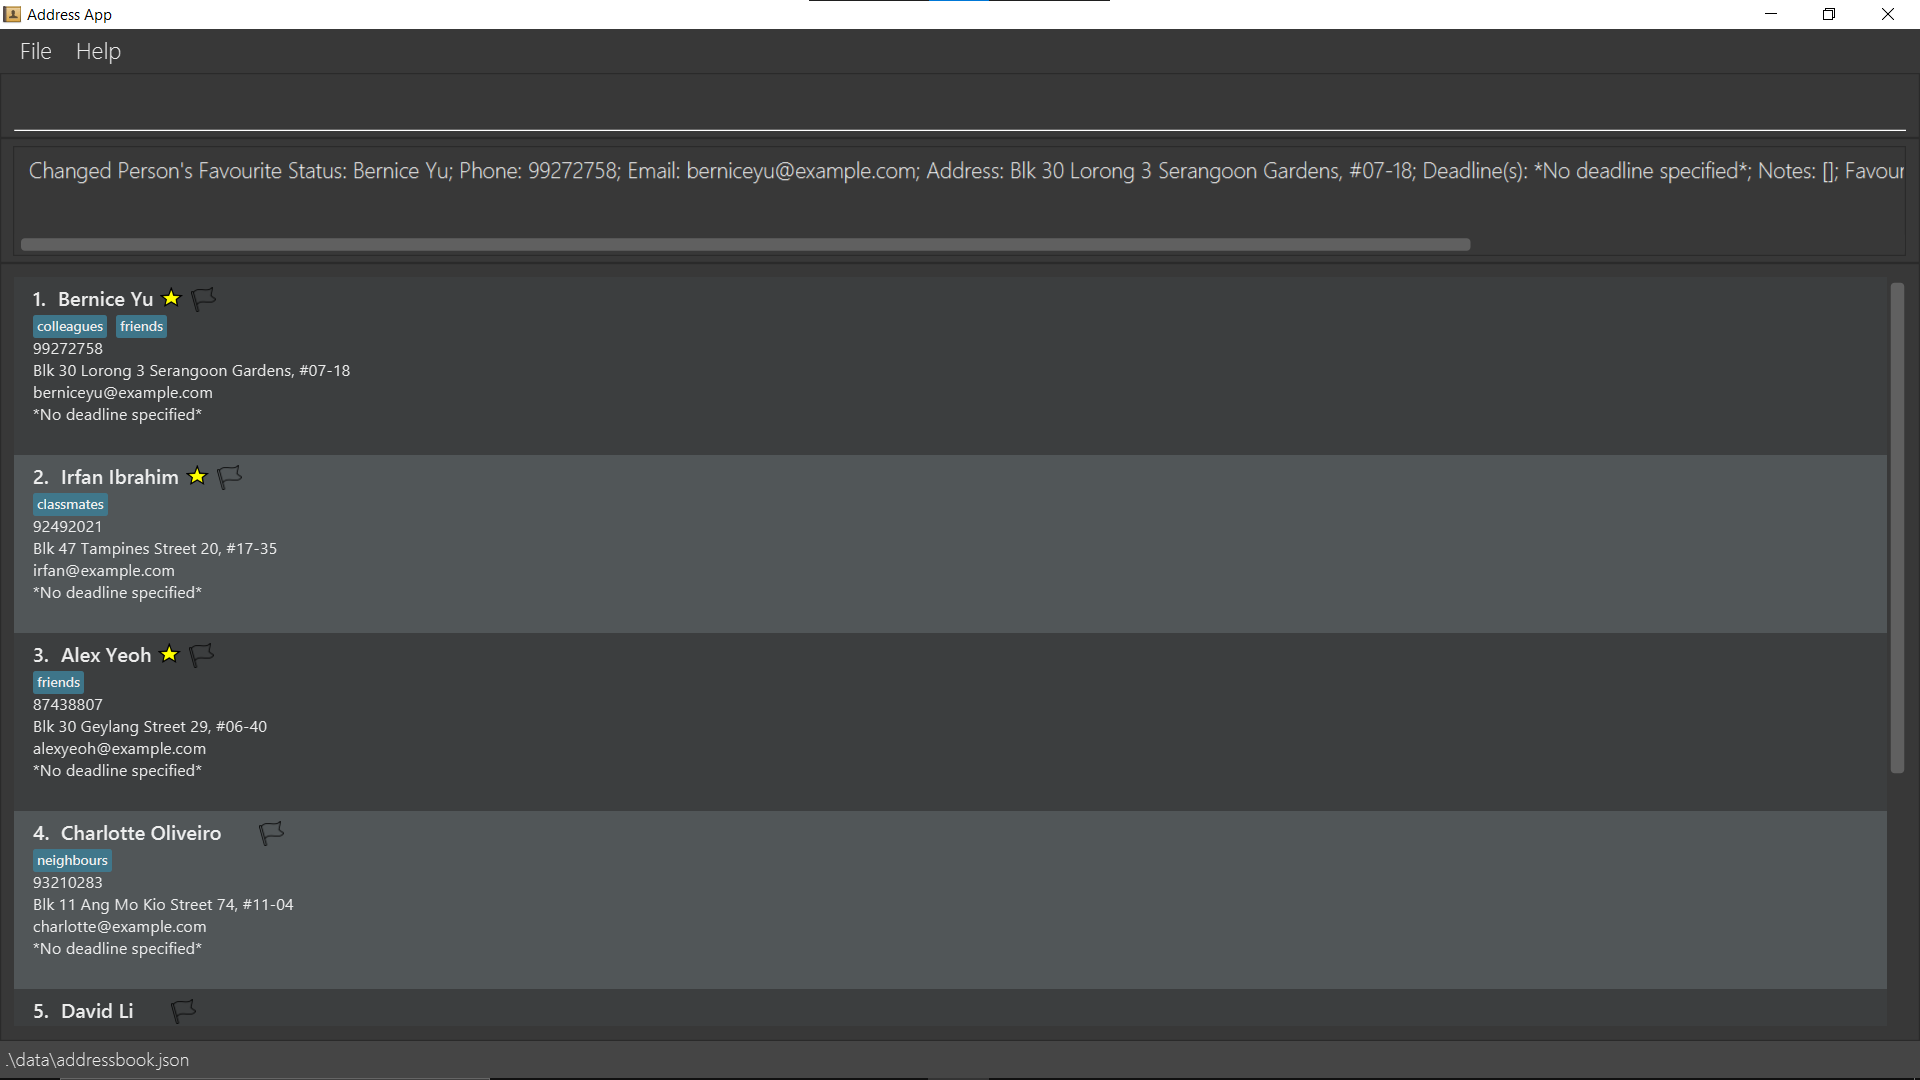 Address App
File Help
Changed Person's Favourite Status: Bernice Yu; Phone: 99272758; Email: berniceyu@example.com; Address: Blk 30 Lorong 3 Serangoon Gardens, #07-18; Deadline(s): *No deadline specified*; Notes: []; Favour
1. Bernice Yu
colleagues friends
99272758
Blk 30 Lorong 3 Serangoon Gardens, #07-18
berniceyu@example.com
*No deadline specified*
2. Irfan Ibrahim
classmates
92492021
Blk 47 Tampines Street 20, #17-35
irfan@example.com
*No deadline specified*
3. Alex Yeoh
friends
87438807
Blk 30 Geylang Street 29, #06-40
alexyeoh@example.com
*No deadline specified*
4. Charlotte Oliveiro
neighbours
93210283
Blk 11 Ang Mo Kio Street 74, #11-04
charlotte@example.com
*No deadline specified*
5. David Li
.\data\addressbook.json